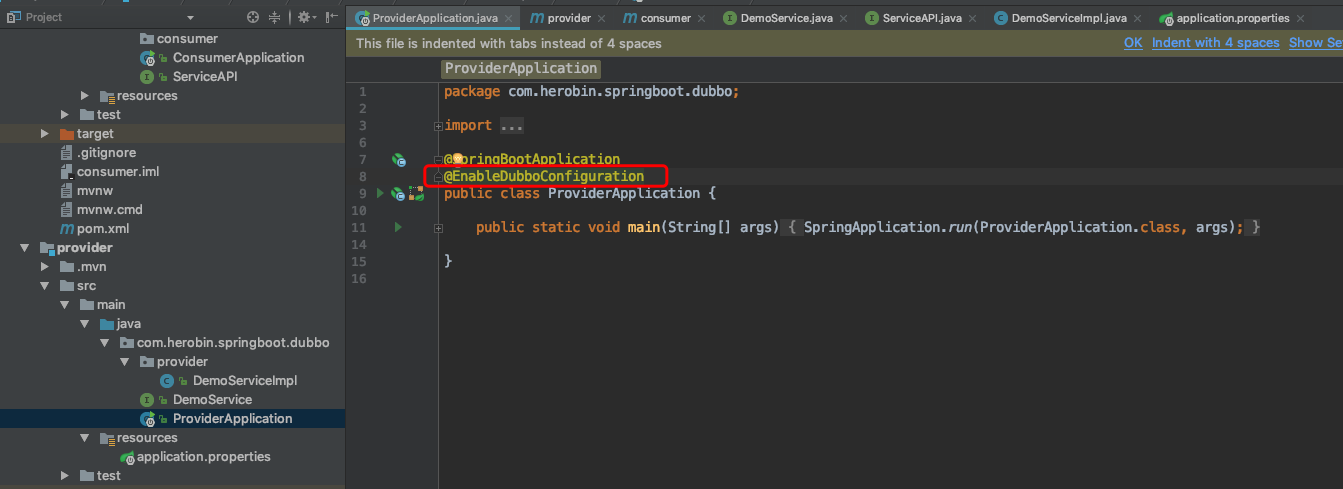 Project
consumer
ConsumerApplication
ServiceAPI
resources
test
target
.gitignore
consumer.iml
mvnw
mvnw.cmd
pom.xml
provider
.mvn
src
main
java
com.herobin.springboot.dubbo
provider
DemoServiceImpl
DemoService
ProviderApplication
resources
application.properties
test
ProviderApplication.java
provider
consumer
DemoService.java
ServiceAPI.java
DemoServiceImpl.java
application.properties
This file is indented with tabs instead of 4 spaces
OK Indent with 4 spaces Show Se
ProviderApplication
1 package com.herobin.springboot.dubbo;
2
3 import ...
6
7 @SpringBootApplication
8 @EnableDubboConfiguration
9 public class ProviderApplication {
10
11 public static void main(String[] args) { SpringApplication.run(ProviderApplication.class, args); }
14
15 }
16